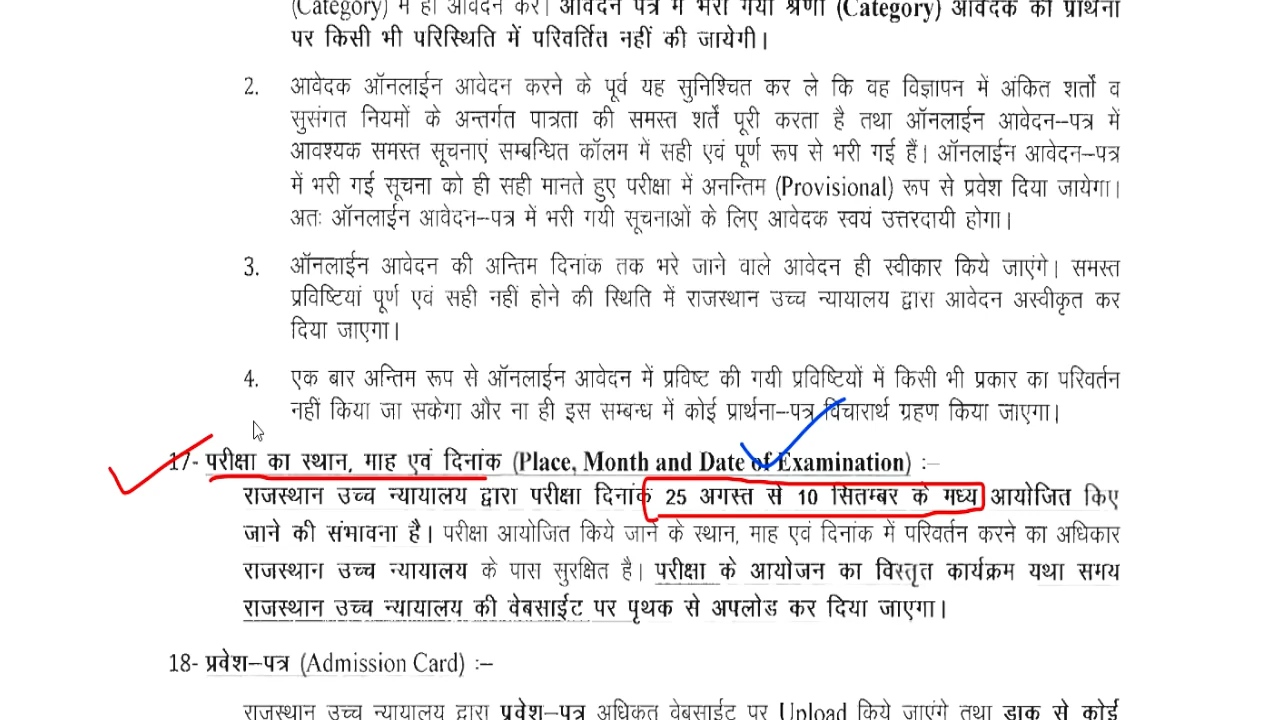 (Category) में ही आवेदन करें। आवेदन पत्र में भरी गयी श्रेणी (Category) आवेदक की प्रार्थना
पर किसी भी परिस्थिति में परिवर्तित नहीं की जायेगी।
2. आवेदक ऑनलाईन आवेदन करने के पूर्व यह सुनिश्चित कर ले कि वह विज्ञापन में अंकित शर्तों व
सुसंगत नियमों के अन्तर्गत पात्रता की समस्त शर्तें पूरी करता है तथा ऑनलाईन आवेदन–पत्र में
आवश्यक समस्त सूचनाएं सम्बन्धित कॉलम में सही एवं पूर्ण रूप से भरी गई हैं। ऑनलाईन आवेदन–पत्र
में भरी गई सूचना को ही सही मानते हुए परीक्षा में अनन्तिम (Provisional) रूप से प्रवेश दिया जायेगा।
अतः ऑनलाईन आवेदन–पत्र में भरी गयी सूचनाओं के लिए आवेदक स्वयं उत्तरदायी होगा।
3. ऑनलाईन आवेदन की अन्तिम दिनांक तक भरे जाने वाले आवेदन ही स्वीकार किये जाएंगे। समस्त
प्रविष्टियां पूर्ण एवं सही नहीं होने की स्थिति में राजस्थान उच्च न्यायालय द्वारा आवेदन अस्वीकृत कर
दिया जाएगा।
4. एक बार अन्तिम रूप से ऑनलाईन आवेदन में प्रविष्ट की गयी प्रविष्टियों में किसी भी प्रकार का परिवर्तन
नहीं किया जा सकेगा और ना ही इस सम्बन्ध में कोई प्रार्थना–पत्र विचारार्थ ग्रहण किया जाएगा।
17- परीक्षा का स्थान, माह एवं दिनांक (Place, Month and Date of Examination) :–
राजस्थान उच्च न्यायालय द्वारा परीक्षा दिनांक 25 अगस्त से 10 सितम्बर के मध्य आयोजित किए
जाने की संभावना है। परीक्षा आयोजित किये जाने के स्थान, माह एवं दिनांक में परिवर्तन करने का अधिकार
राजस्थान उच्च न्यायालय के पास सुरक्षित है। परीक्षा के आयोजन का विस्तृत कार्यक्रम यथा समय
राजस्थान उच्च न्यायालय की वेबसाईट पर पृथक से अपलोड कर दिया जाएगा।
18- प्रवेश–पत्र (Admission Card) :–
राजस्थान उच्च न्यायालय द्वारा प्रवेश–पत्र अधिकृत वेबसाईट पर Upload किये जाएंगे तथा डाक से कोई